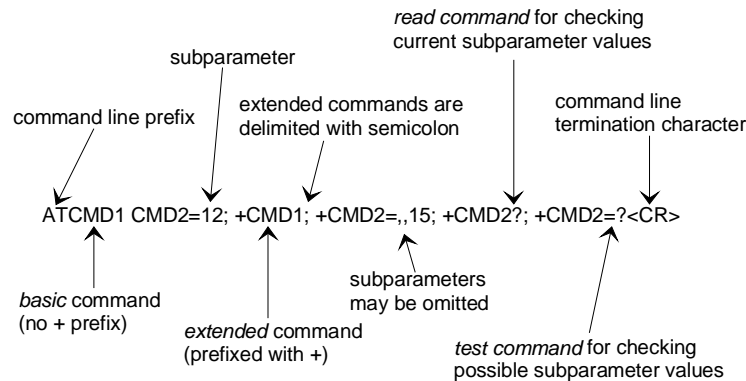 read command for checking
current subparameter values
subparameter
extended commands are
delimited with semicolon
command line
termination character
command line prefix
ATCMD1 CMD2=12; +CMD1; +CMD2=,,15; +CMD2?; +CMD2=?<CR>
basic command
(no + prefix)
extended command
(prefixed with +)
subparameters
may be omitted
test command for checking
possible subparameter values